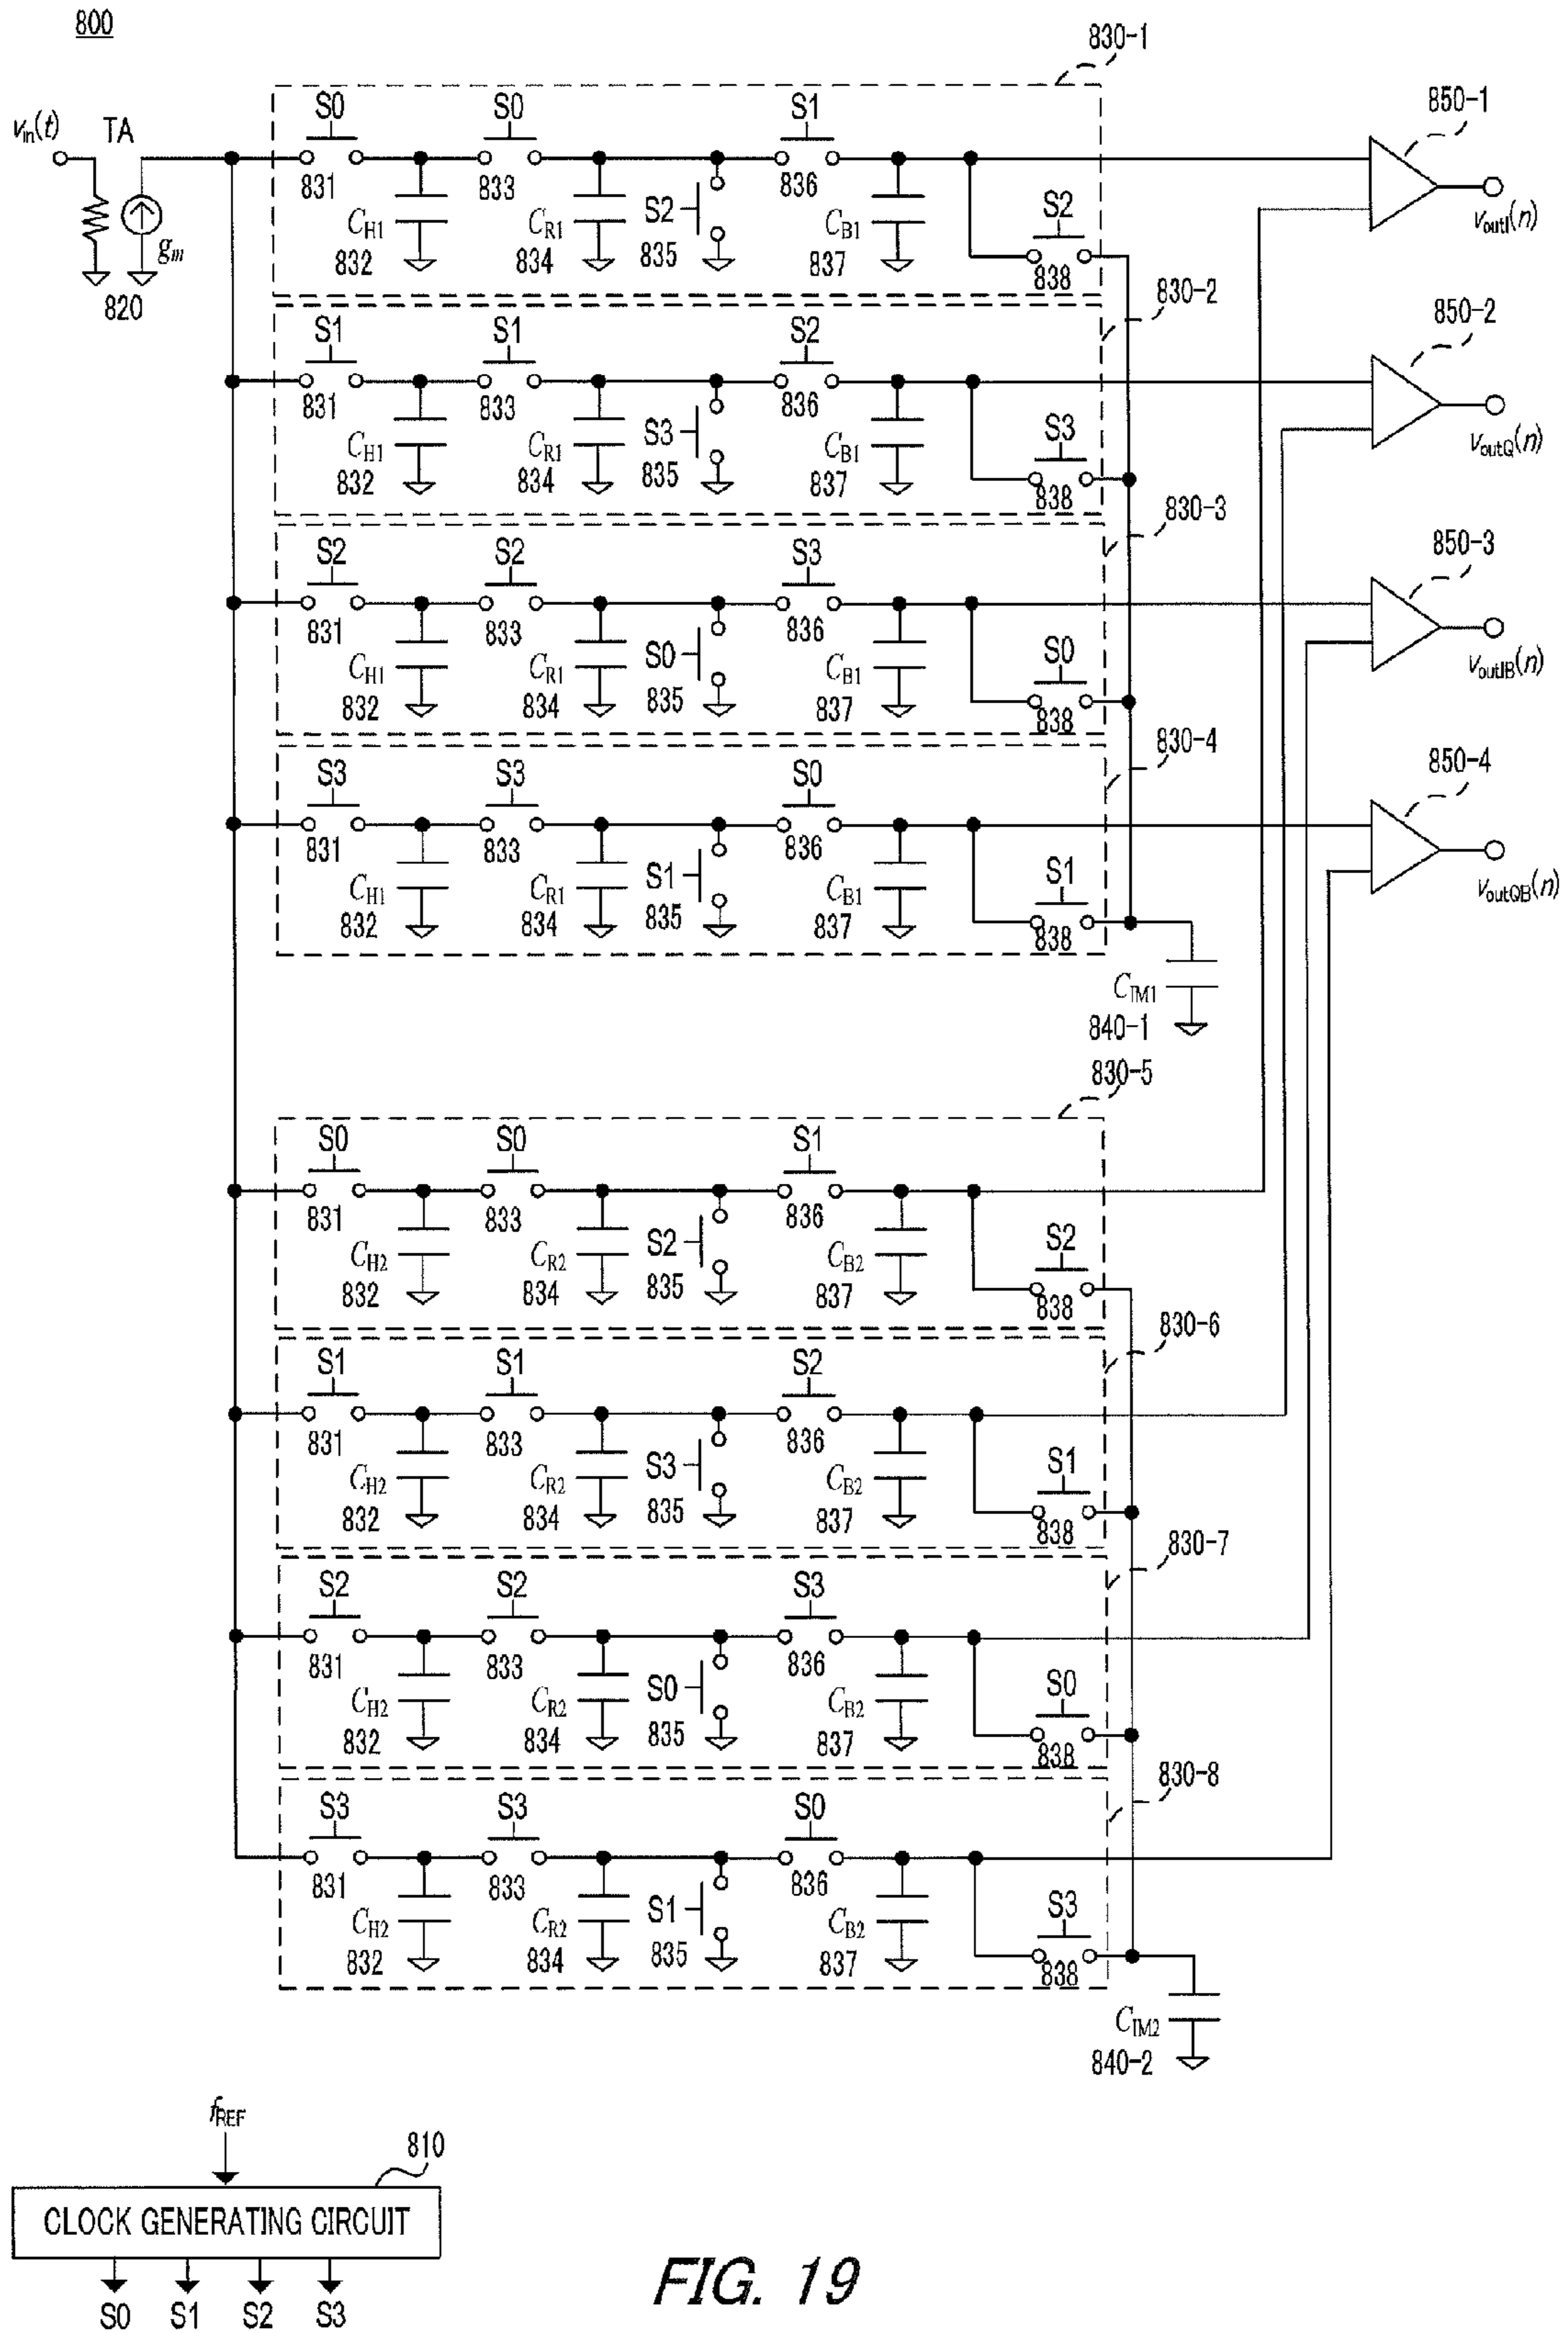 800
830-1
850-1
vin(t) TA
S0 S0 S1
831 833 836
CH1 CR1 S2 CB1 S2
832 834 835 837 838
gm
820
voutI(n)
830-2
850-2
S1 S1 S2
831 833 836
CH1 CR1 S3 CB1 S3
832 834 835 837 838
voutQ(n)
830-3
850-3
S2 S2 S3
831 833 836
CH1 CR1 S0 CB1 S0
832 834 835 837 838
voutIB(n)
830-4
850-4
S3 S3 S0
831 833 836
CH1 CR1 S1 CB1 S1
832 834 835 837 838
voutQB(n)
CIM1
840-1
830-5
S0 S0 S1
831 833 836
CH2 CR2 S2 CB2 S2
832 834 835 837 838
830-6
S1 S1 S2
831 833 836
CH2 CR2 S3 CB2 S1
832 834 835 837 838
830-7
S2 S2 S3
831 833 836
CH2 CR2 S0 CB2 S0
832 834 835 837 838
830-8
S3 S3 S0
831 833 836
CH2 CR2 S1 CB2 S3
832 834 835 837 838
CIM2
840-2
fREF
810
CLOCK GENERATING CIRCUIT
S0 S1 S2 S3
FIG. 19